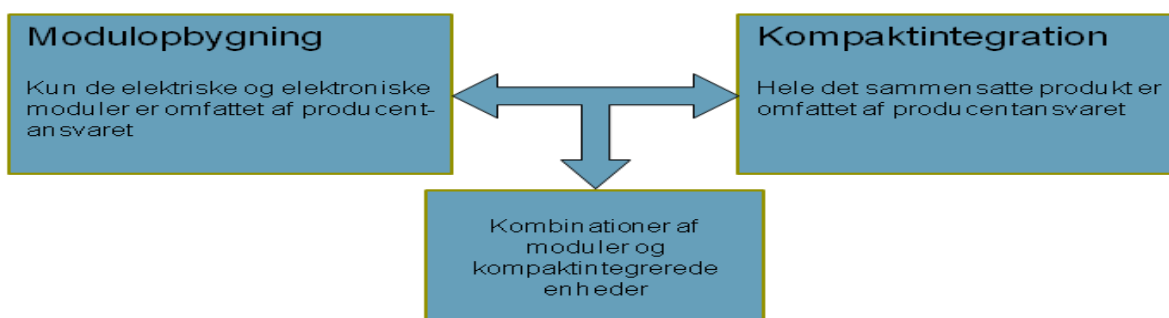 Modulopbygning
Kun de elektriske og elektroniske
moduler er omfattet af producent-
ansvaret
Kompaktintegration
Hele det sammensatte produkt er
omfattet af producentansvaret
Kombinationer af
moduler og
kompaktintegrerede
enheder